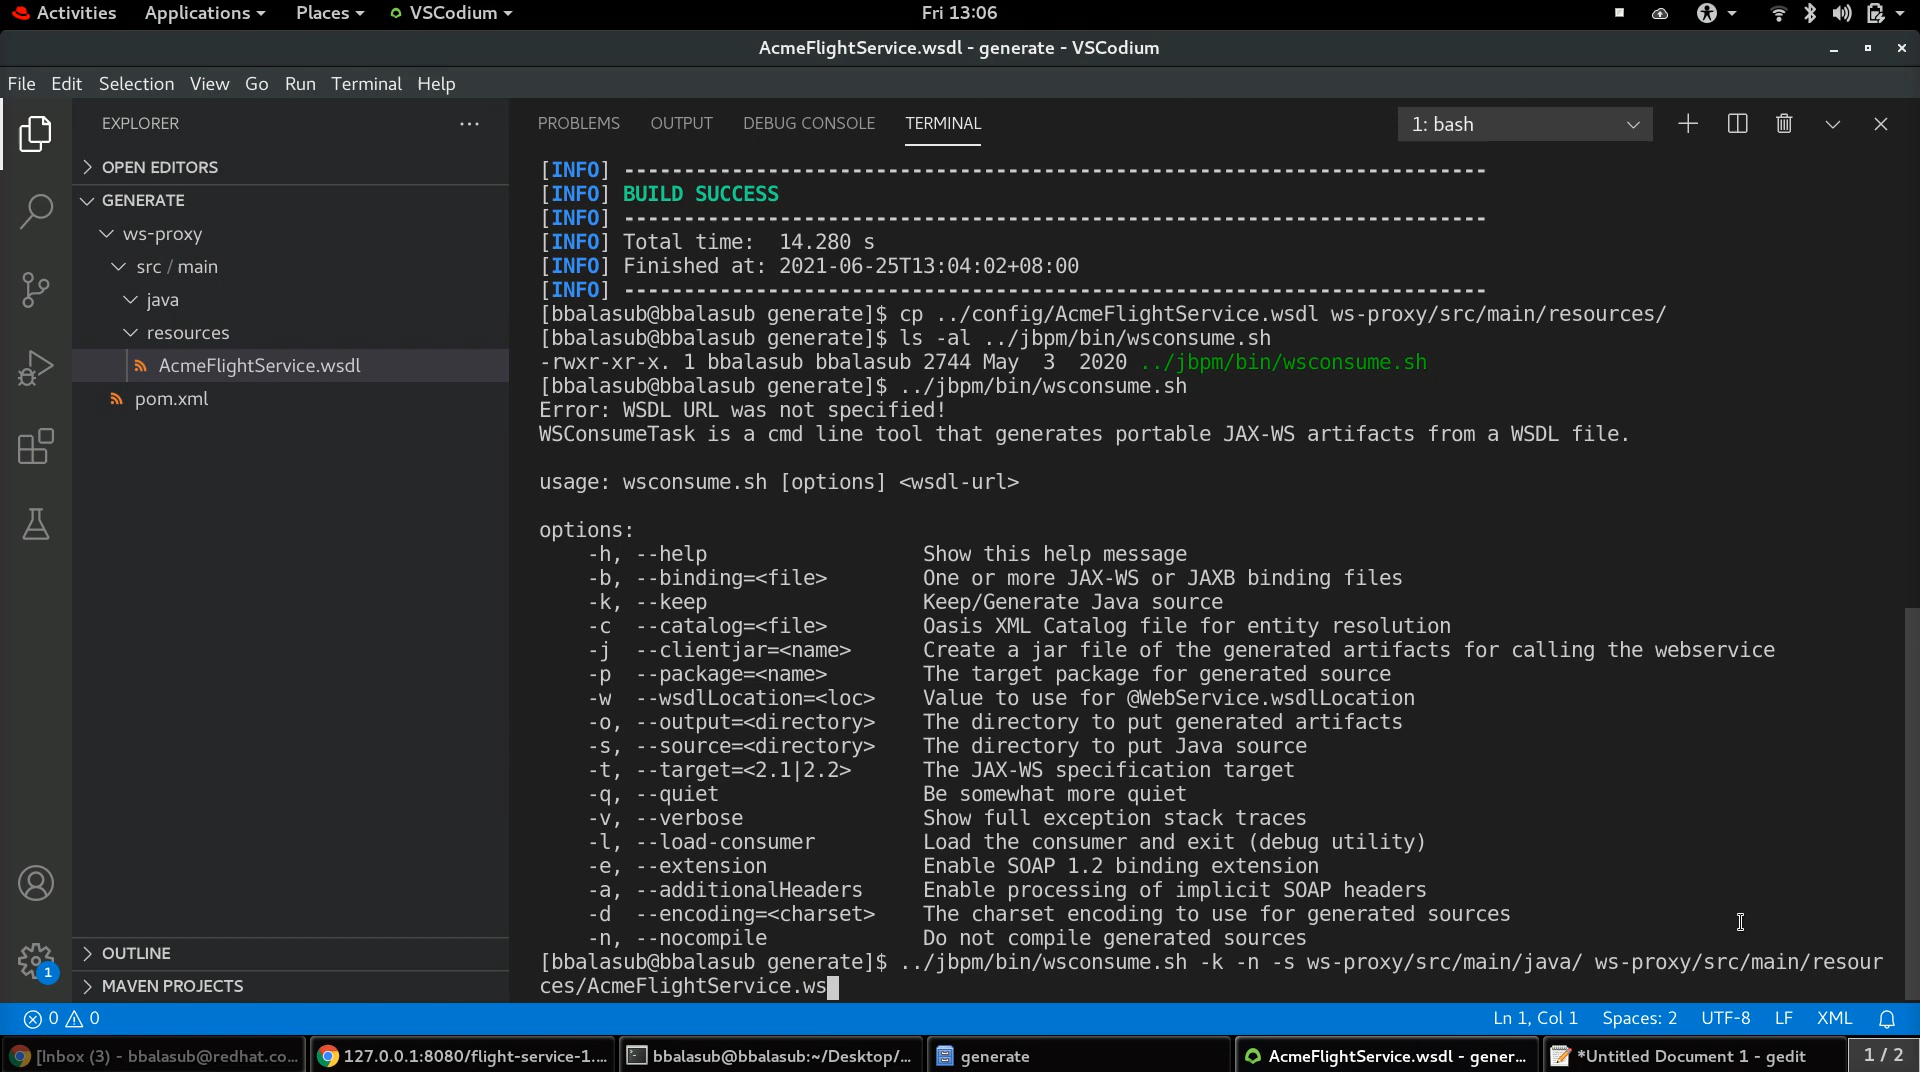 Activities Applications Places VSCodium Fri 13:06
AcmeFlightService.wsdl - generate - VSCodium
File Edit Selection View Go Run Terminal Help
EXPLORER
OPEN EDITORS
GENERATE
ws-proxy
src / main
java
resources
AcmeFlightService.wsdl
pom.xml
OUTLINE
MAVEN PROJECTS
1
PROBLEMS OUTPUT DEBUG CONSOLE TERMINAL 1: bash
[INFO] ------------------------------------------------------------------------
[INFO] BUILD SUCCESS
[INFO] ------------------------------------------------------------------------
[INFO] Total time:  14.280 s
[INFO] Finished at: 2021-06-25T13:04:02+08:00
[INFO] ------------------------------------------------------------------------
[bbalasub@bbalasub generate]$ cp ../config/AcmeFlightService.wsdl ws-proxy/src/main/resources/
[bbalasub@bbalasub generate]$ ls -al ../jbpm/bin/wsconsume.sh
-rwxr-xr-x. 1 bbalasub bbalasub 2744 May  3  2020 ../jbpm/bin/wsconsume.sh
[bbalasub@bbalasub generate]$ ../jbpm/bin/wsconsume.sh
Error: WSDL URL was not specified!
WSConsumeTask is a cmd line tool that generates portable JAX-WS artifacts from a WSDL file.
usage: wsconsume.sh [options] <wsdl-url>
options:
-h, --help Show this help message
-b, --binding=<file> One or more JAX-WS or JAXB binding files
-k, --keep Keep/Generate Java source
-c --catalog=<file> Oasis XML Catalog file for entity resolution
-j --clientjar=<name> Create a jar file of the generated artifacts for calling the webservice
-p --package=<name> The target package for generated source
-w --wsdlLocation=<loc> Value to use for @WebService.wsdlLocation
-o, --output=<directory> The directory to put generated artifacts
-s, --source=<directory> The directory to put Java source
-t, --target=<2.1|2.2> The JAX-WS specification target
-q, --quiet Be somewhat more quiet
-v, --verbose Show full exception stack traces
-l, --load-consumer Load the consumer and exit (debug utility)
-e, --extension Enable SOAP 1.2 binding extension
-a, --additionalHeaders Enable processing of implicit SOAP headers
-d --encoding=<charset> The charset encoding to use for generated sources
-n, --nocompile Do not compile generated sources
[bbalasub@bbalasub generate]$ ../jbpm/bin/wsconsume.sh -k -n -s ws-proxy/src/main/java/ ws-proxy/src/main/resour
ces/AcmeFlightService.ws
0 0 Ln 1, Col 1 Spaces: 2 UTF-8 LF XML
[Inbox (3) - bbalasub@redhat.co... 127.0.0.1:8080/flight-service-1.... bbalasub@bbalasub:~/Desktop/... generate AcmeFlightService.wsdl - gener... *Untitled Document 1 - gedit 1 / 2